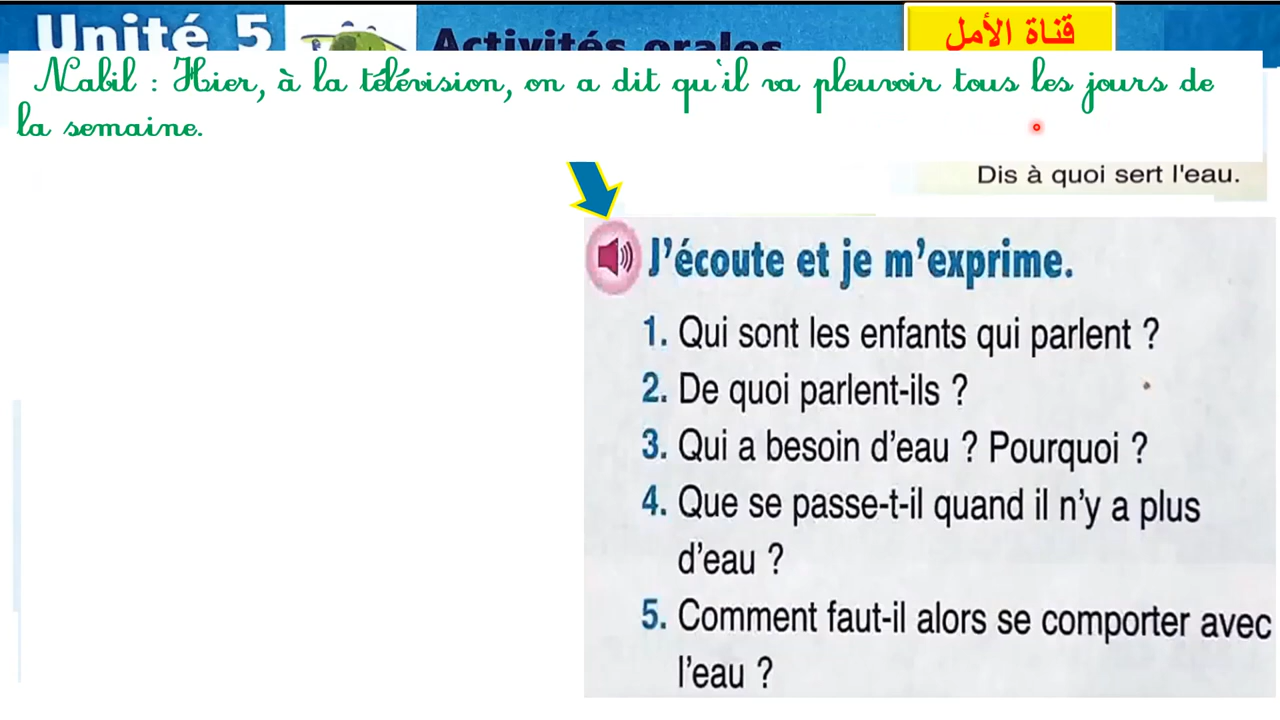 Unité 5
Activités orales
قناة الأمل
Nabil : Hier, à la télévision, on a dit qu'il va pleuvoir tous les jours de
la semaine.
Dis à quoi sert l'eau.
J'écoute et je m'exprime.
1. Qui sont les enfants qui parlent ?
2. De quoi parlent-ils ?
3. Qui a besoin d'eau ? Pourquoi ?
4. Que se passe-t-il quand il n'y a plus
d'eau ?
5. Comment faut-il alors se comporter avec
l'eau ?